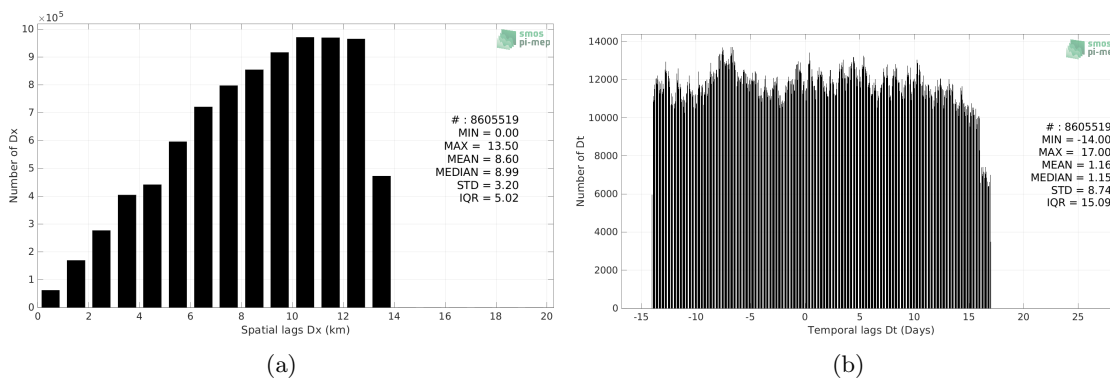 ×10⁵
10
9
8
7
6
5
4
3
2
1
0
0 2 4 6 8 10 12 14 16 18 20
Number of Dx
Spatial lags Dx (km)
smos
pi-mep
# : 8605519
MIN = 0.00
MAX = 13.50
MEAN = 8.60
MEDIAN = 8.99
STD = 3.20
IQR = 5.02
(a)
14000
12000
10000
8000
6000
4000
2000
0
-15 -10 -5 0 5 10 15 20 25
Number of Dt
Temporal lags Dt (Days)
smos
pi-me
# : 8605519
MIN = -14.00
MAX = 17.00
MEAN = 1.16
MEDIAN = 1.15
STD = 8.74
IQR = 15.09
(b)